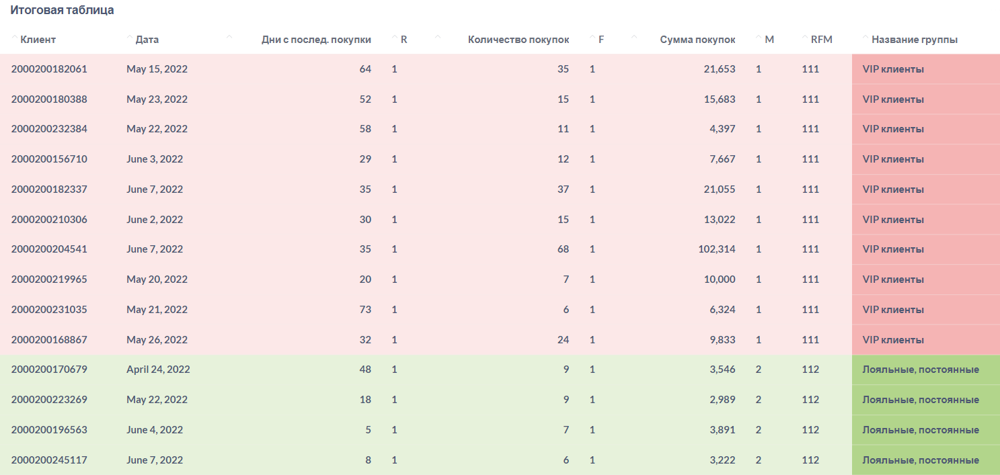 Итоговая таблица
Клиент Дата Дни с послед. покупки R Количество покупок F Сумма покупок M RFM Название группы
2000200182061 May 15, 2022 64 1 35 1 21,653 1 111 VIP клиенты
2000200180388 May 23, 2022 52 1 15 1 15,683 1 111 VIP клиенты
2000200232384 May 22, 2022 58 1 11 1 4,397 1 111 VIP клиенты
2000200156710 June 3, 2022 29 1 12 1 7,667 1 111 VIP клиенты
2000200182337 June 7, 2022 35 1 37 1 21,055 1 111 VIP клиенты
2000200210306 June 2, 2022 30 1 15 1 13,022 1 111 VIP клиенты
2000200204541 June 7, 2022 35 1 68 1 102,314 1 111 VIP клиенты
2000200219965 May 20, 2022 20 1 7 1 10,000 1 111 VIP клиенты
2000200231035 May 21, 2022 73 1 6 1 6,324 1 111 VIP клиенты
2000200168867 May 26, 2022 32 1 24 1 9,833 1 111 VIP клиенты
2000200170679 April 24, 2022 48 1 9 1 3,546 2 112 Лояльные, постоянные
2000200223269 May 22, 2022 18 1 9 1 2,989 2 112 Лояльные, постоянные
2000200196563 June 4, 2022 5 1 7 1 3,891 2 112 Лояльные, постоянные
2000200245117 June 7, 2022 8 1 6 1 3,222 2 112 Лояльные, постоянные